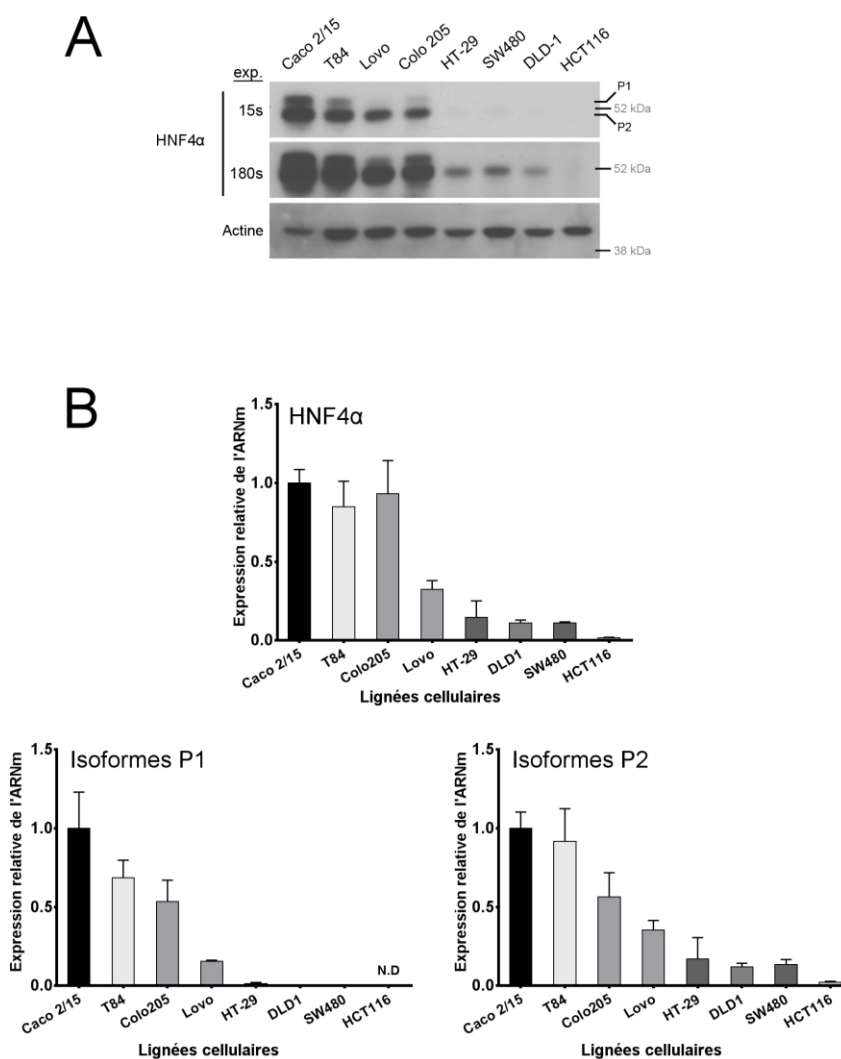 A
exp.
Caco 2/15
T84
Lovo
Colo 205
HT-29
SW480
DLD-1
HCT116
HNF4α
15s
P1
52 kDa
P2
180s
52 kDa
Actine
38 kDa
B
HNF4α
Expression relative de l'ARNm
1.5
1.0
0.5
0.0
Caco 2/15
T84
Colo205
Lovo
HT-29
DLD1
SW480
HCT116
Lignées cellulaires
Isoformes P1
Expression relative de l'ARNm
1.5
1.0
0.5
0.0
N.D
Caco 2/15
T84
Colo205
Lovo
HT-29
DLD1
SW480
HCT116
Lignées cellulaires
Isoformes P2
Expression relative de l'ARNm
1.5
1.0
0.5
0.0
Caco 2/15
T84
Colo205
Lovo
HT-29
DLD1
SW480
HCT116
Lignées cellulaires